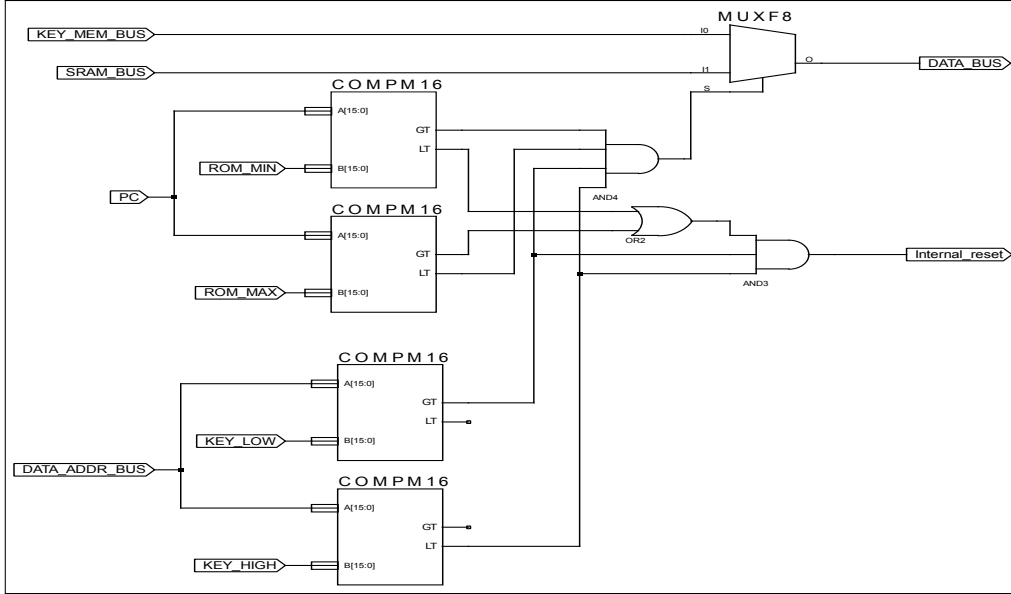 MUXF8
KEY_MEM_BUS
I0
O
DATA_BUS
SRAM_BUS
I1
S
COMPM16
A[15:0]
GT
LT
ROM_MIN
B[15:0]
AND4
PC
COMPM16
A[15:0]
GT
LT
ROM_MAX
B[15:0]
OR2
Internal_reset
AND3
COMPM16
A[15:0]
GT
LT
KEY_LOW
B[15:0]
DATA_ADDR_BUS
COMPM16
A[15:0]
GT
LT
KEY_HIGH
B[15:0]